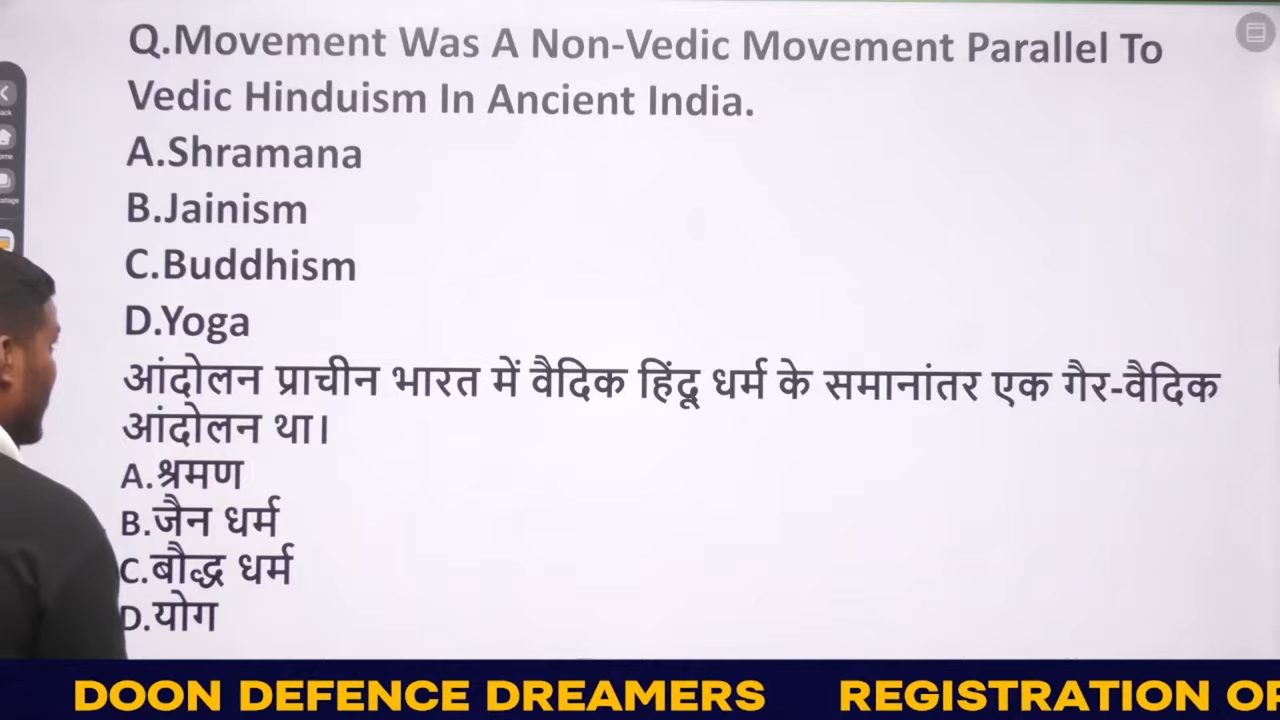 Q.Movement Was A Non-Vedic Movement Parallel To
Vedic Hinduism In Ancient India.
A.Shramana
B.Jainism
C.Buddhism
D.Yoga
आंदोलन प्राचीन भारत में वैदिक हिंदू धर्म के समानांतर एक गैर-वैदिक
आंदोलन था।
A.श्रमण
B.जैन धर्म
C.बौद्ध धर्म
D.योग
DOON DEFENCE DREAMERS REGISTRATION